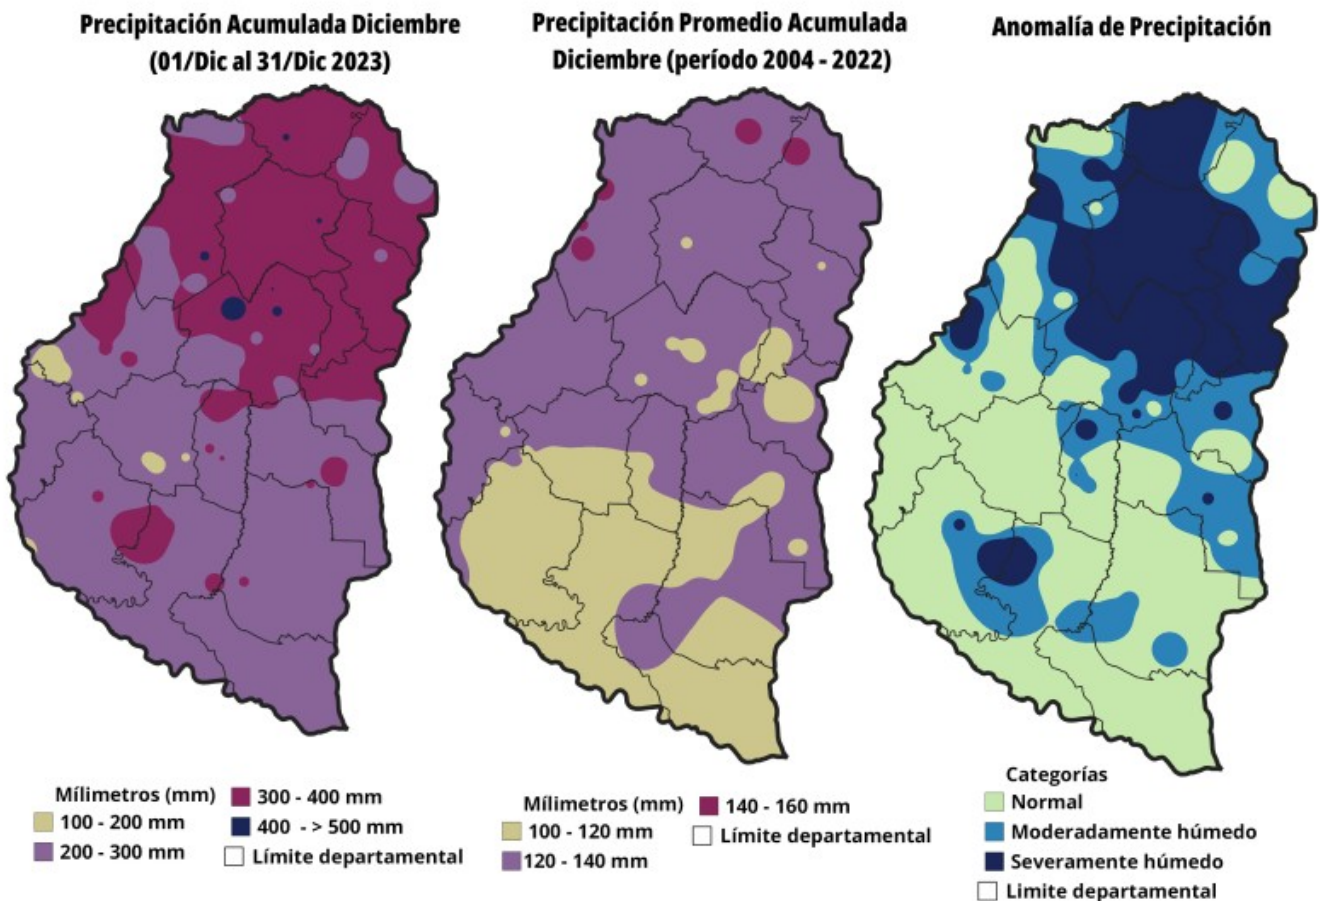 Precipitación Acumulada Diciembre
(01/Dic al 31/Dic 2023)
Precipitación Promedio Acumulada
Diciembre (período 2004 - 2022)
Anomalía de Precipitación
Mílimetros (mm)
100 - 200 mm
200 - 300 mm
300 - 400 mm
400 - > 500 mm
Límite departamental
Mílimetros (mm)
100 - 120 mm
120 - 140 mm
140 - 160 mm
Límite departamental
Categorías
Normal
Moderadamente húmedo
Severamente húmedo
Limite departamental